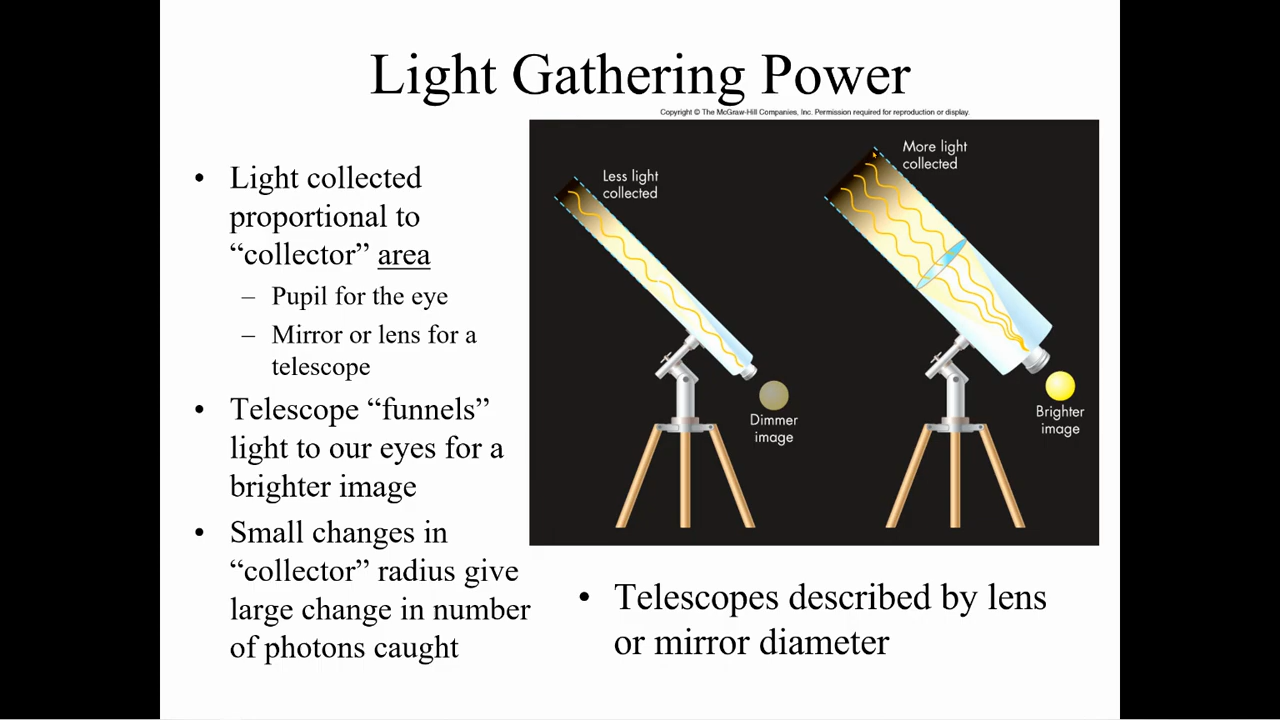 Light Gathering Power
Copyright © The McGraw-Hill Companies, Inc. Permission required for reproduction or display.
• Light collected
proportional to
“collector” area
– Pupil for the eye
– Mirror or lens for a
telescope
• Telescope “funnels”
light to our eyes for a
brighter image
• Small changes in
“collector” radius give
large change in number
of photons caught
Less light
collected
Dimmer
image
More light
collected
Brighter
image
• Telescopes described by lens
or mirror diameter